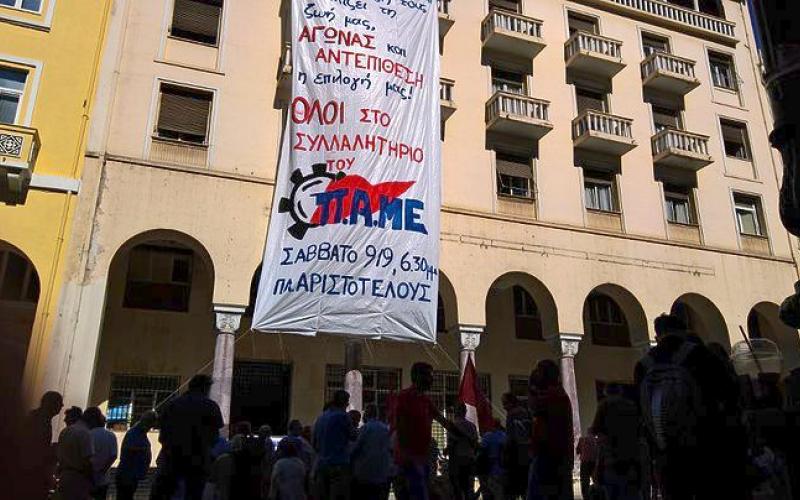 ζωή μας,
ΑΓΩΝΑΣ και
ΑΝΤΕΠΙΘΕΣΗ
η επιλογή μας!
ΟΛΟΙ ΣΤΟ
ΣΥΛΛΑΛΗΤΗΡΙΟ
ΤΟΥ
Π.Α.ΜΕ
ΣΑΒΒΑΤΟ 9/9, 6.30μμ
ΠΛ ΑΡΙΣΤΟΤΕΛΟΥΣ